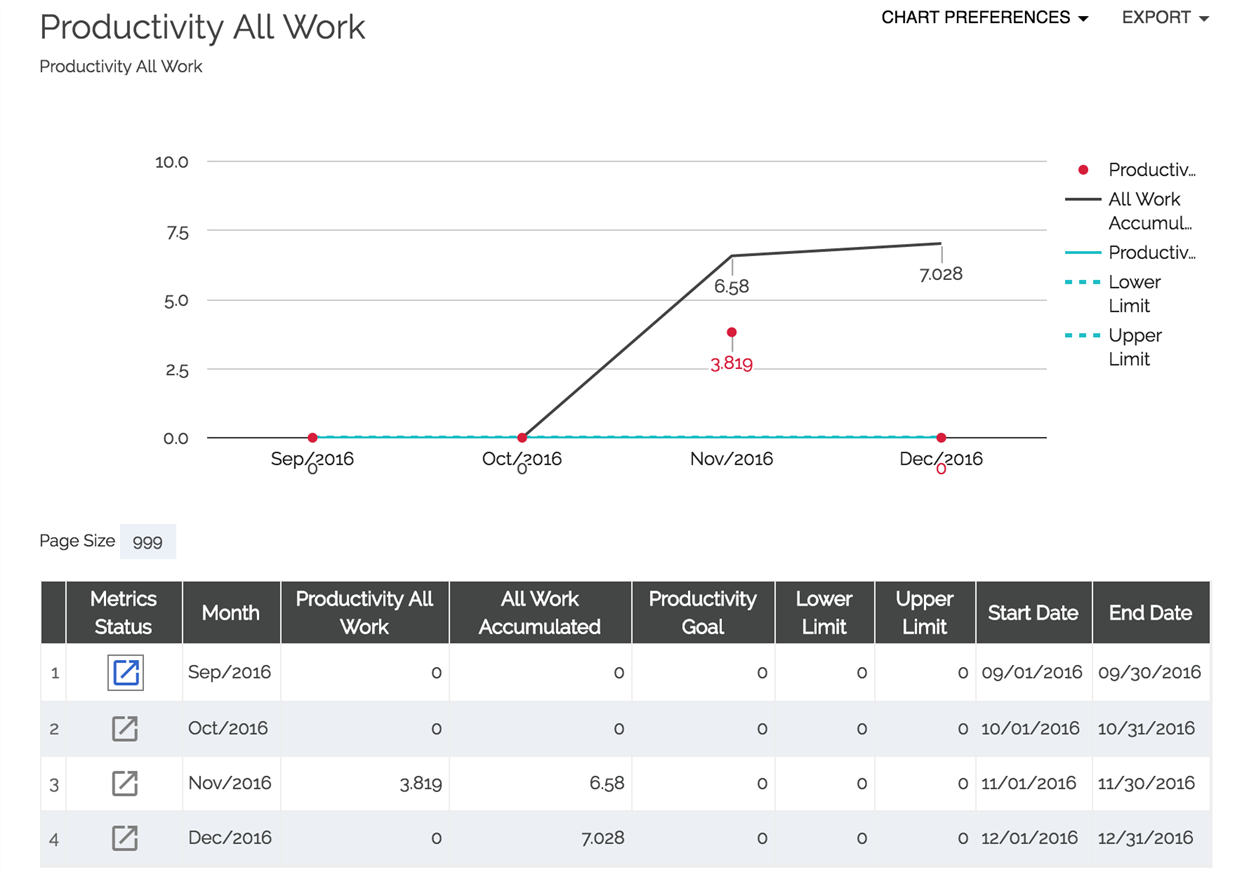 Productivity All Work
CHART PREFERENCES EXPORT
Productivity All Work
10.0
7.5
5.0
2.5
0.0
6.58
7.028
3.819
Sep/2016 Oct/2016 Nov/2016 Dec/2016
0 0 0
Productiv...
All Work
Accumul...
Productiv...
Lower
Limit
Upper
Limit
Page Size 999
Metrics Status Month Productivity All Work All Work Accumulated Productivity Goal Lower Limit Upper Limit Start Date End Date
1 Sep/2016 0 0 0 0 0 09/01/2016 09/30/2016
2 Oct/2016 0 0 0 0 0 10/01/2016 10/31/2016
3 Nov/2016 3.819 6.58 0 0 0 11/01/2016 11/30/2016
4 Dec/2016 0 7.028 0 0 0 12/01/2016 12/31/2016